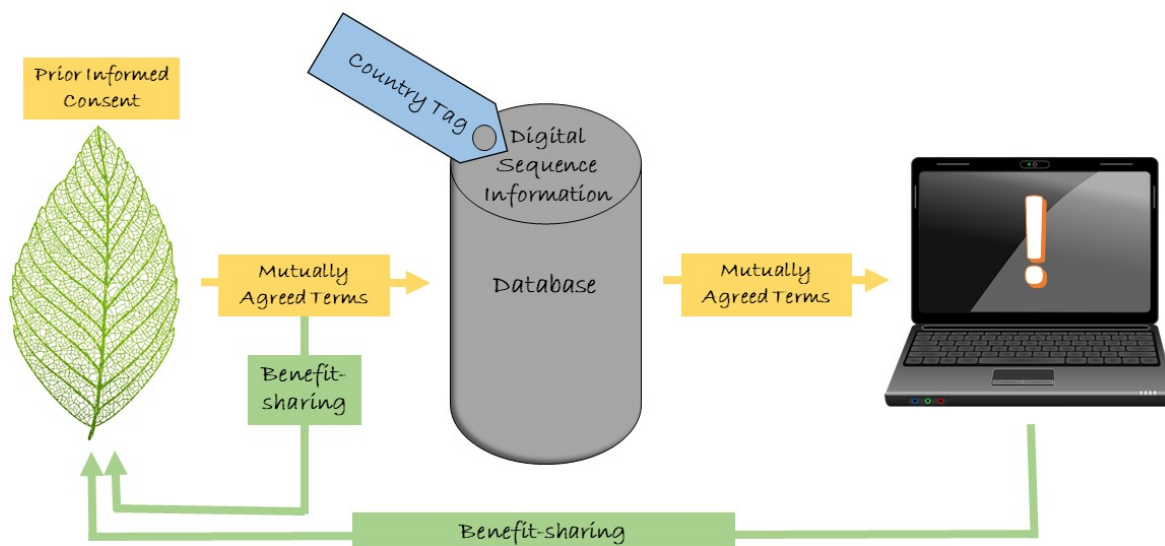 Prior Informed
Consent
Country Tag
Digital
Sequence
Information
Database
Mutually
Agreed Terms
Mutually
Agreed Terms
!
Benefit-
sharing
Benefit-sharing